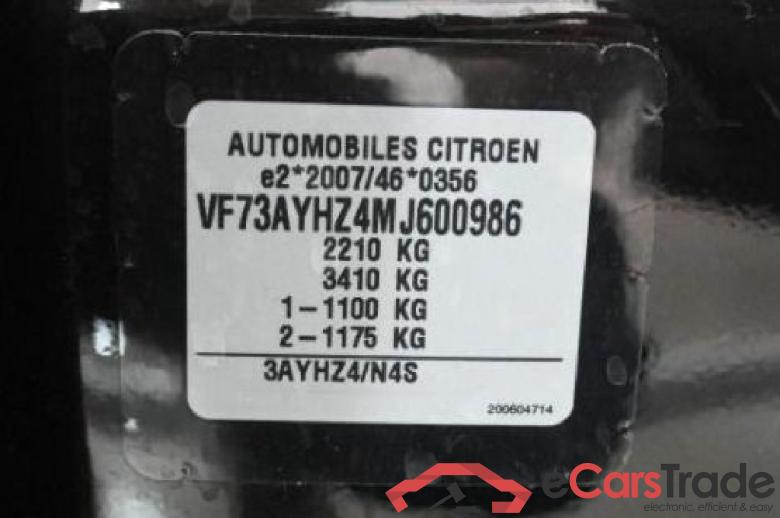 AUTOMOBILES CITROEN
e2*2007/46*0356
VF73AYHZ4MJ600986
2210 KG
3410 KG
1-1100 KG
2-1175 KG
3AYHZ4/N4S
200604714
eCarsTrade
electronic, efficient & easy